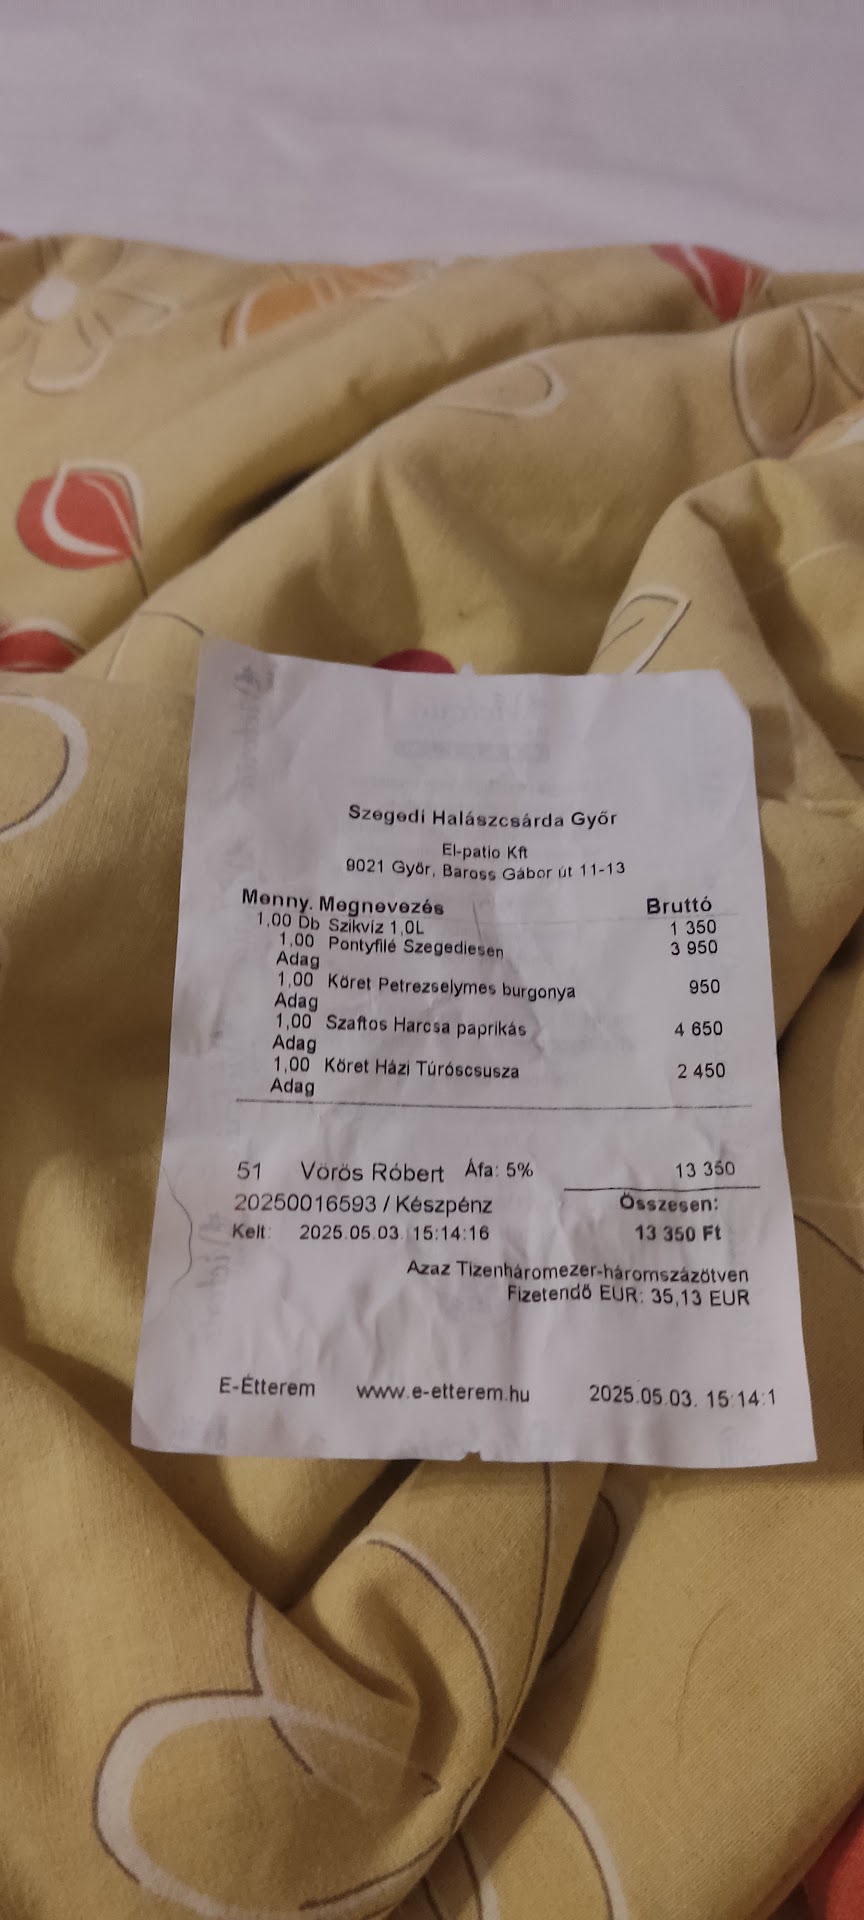 Szegedi Halászcsárda Győr
El-patio Kft
9021 Győr, Baross Gábor út 11-13
Menny. Megnevezés Bruttó
1,00 Db Szikvíz 1,0L 1 350
1,00 Pontyfilé Szegediesen 3 950
Adag
1,00 Köret Petrezselymes burgonya 950
Adag
1,00 Szaftos Harcsa paprikás 4 650
Adag
1,00 Köret Házi Túróscsusza 2 450
Adag
51 Vörös Róbert Áfa: 5% 13 350
20250016593 / Készpénz Összesen:
Kelt: 2025.05.03. 15:14:16 13 350 Ft
Azaz Tizenháromezer-háromszázötven
Fizetendő EUR: 35,13 EUR
E-Étterem www.e-etterem.hu 2025.05.03. 15:14:1